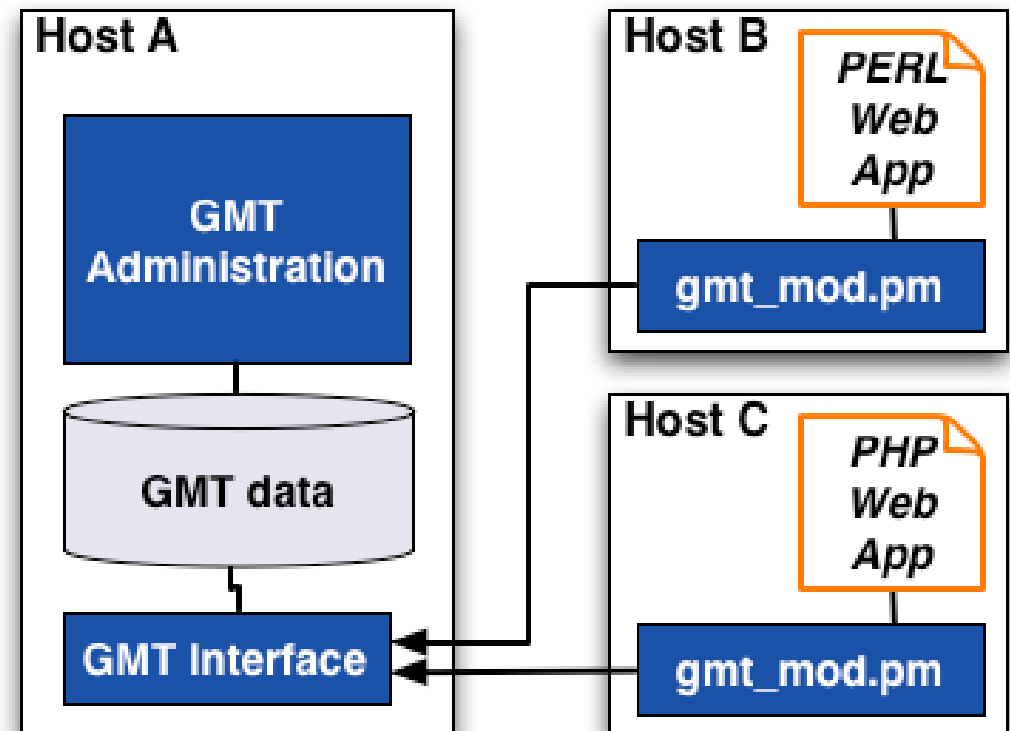 Host A
GMT
Administration
GMT data
GMT Interface
Host B
PERL
Web
App
gmt_mod.pm
Host C
PHP
Web
App
gmt_mod.pm